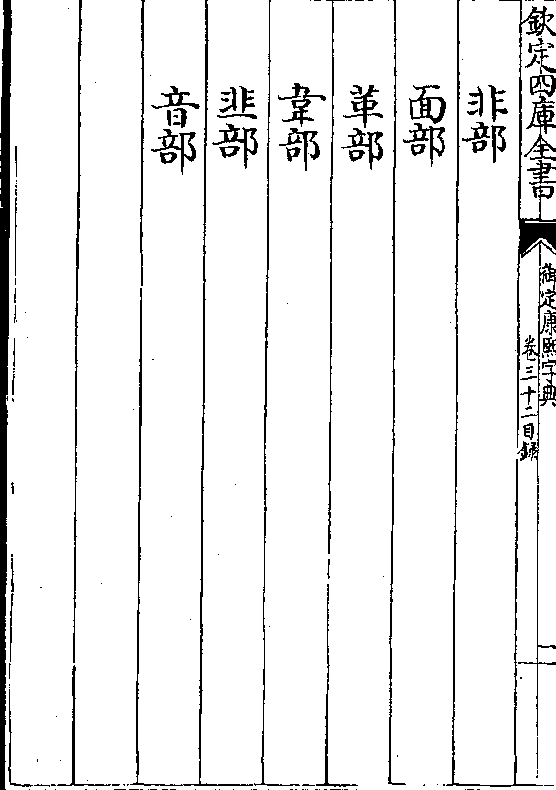 欽定四庫全書
御定康熙字典
卷三十二目錄
一
非部
面部
革部
韋部
韭部
音部